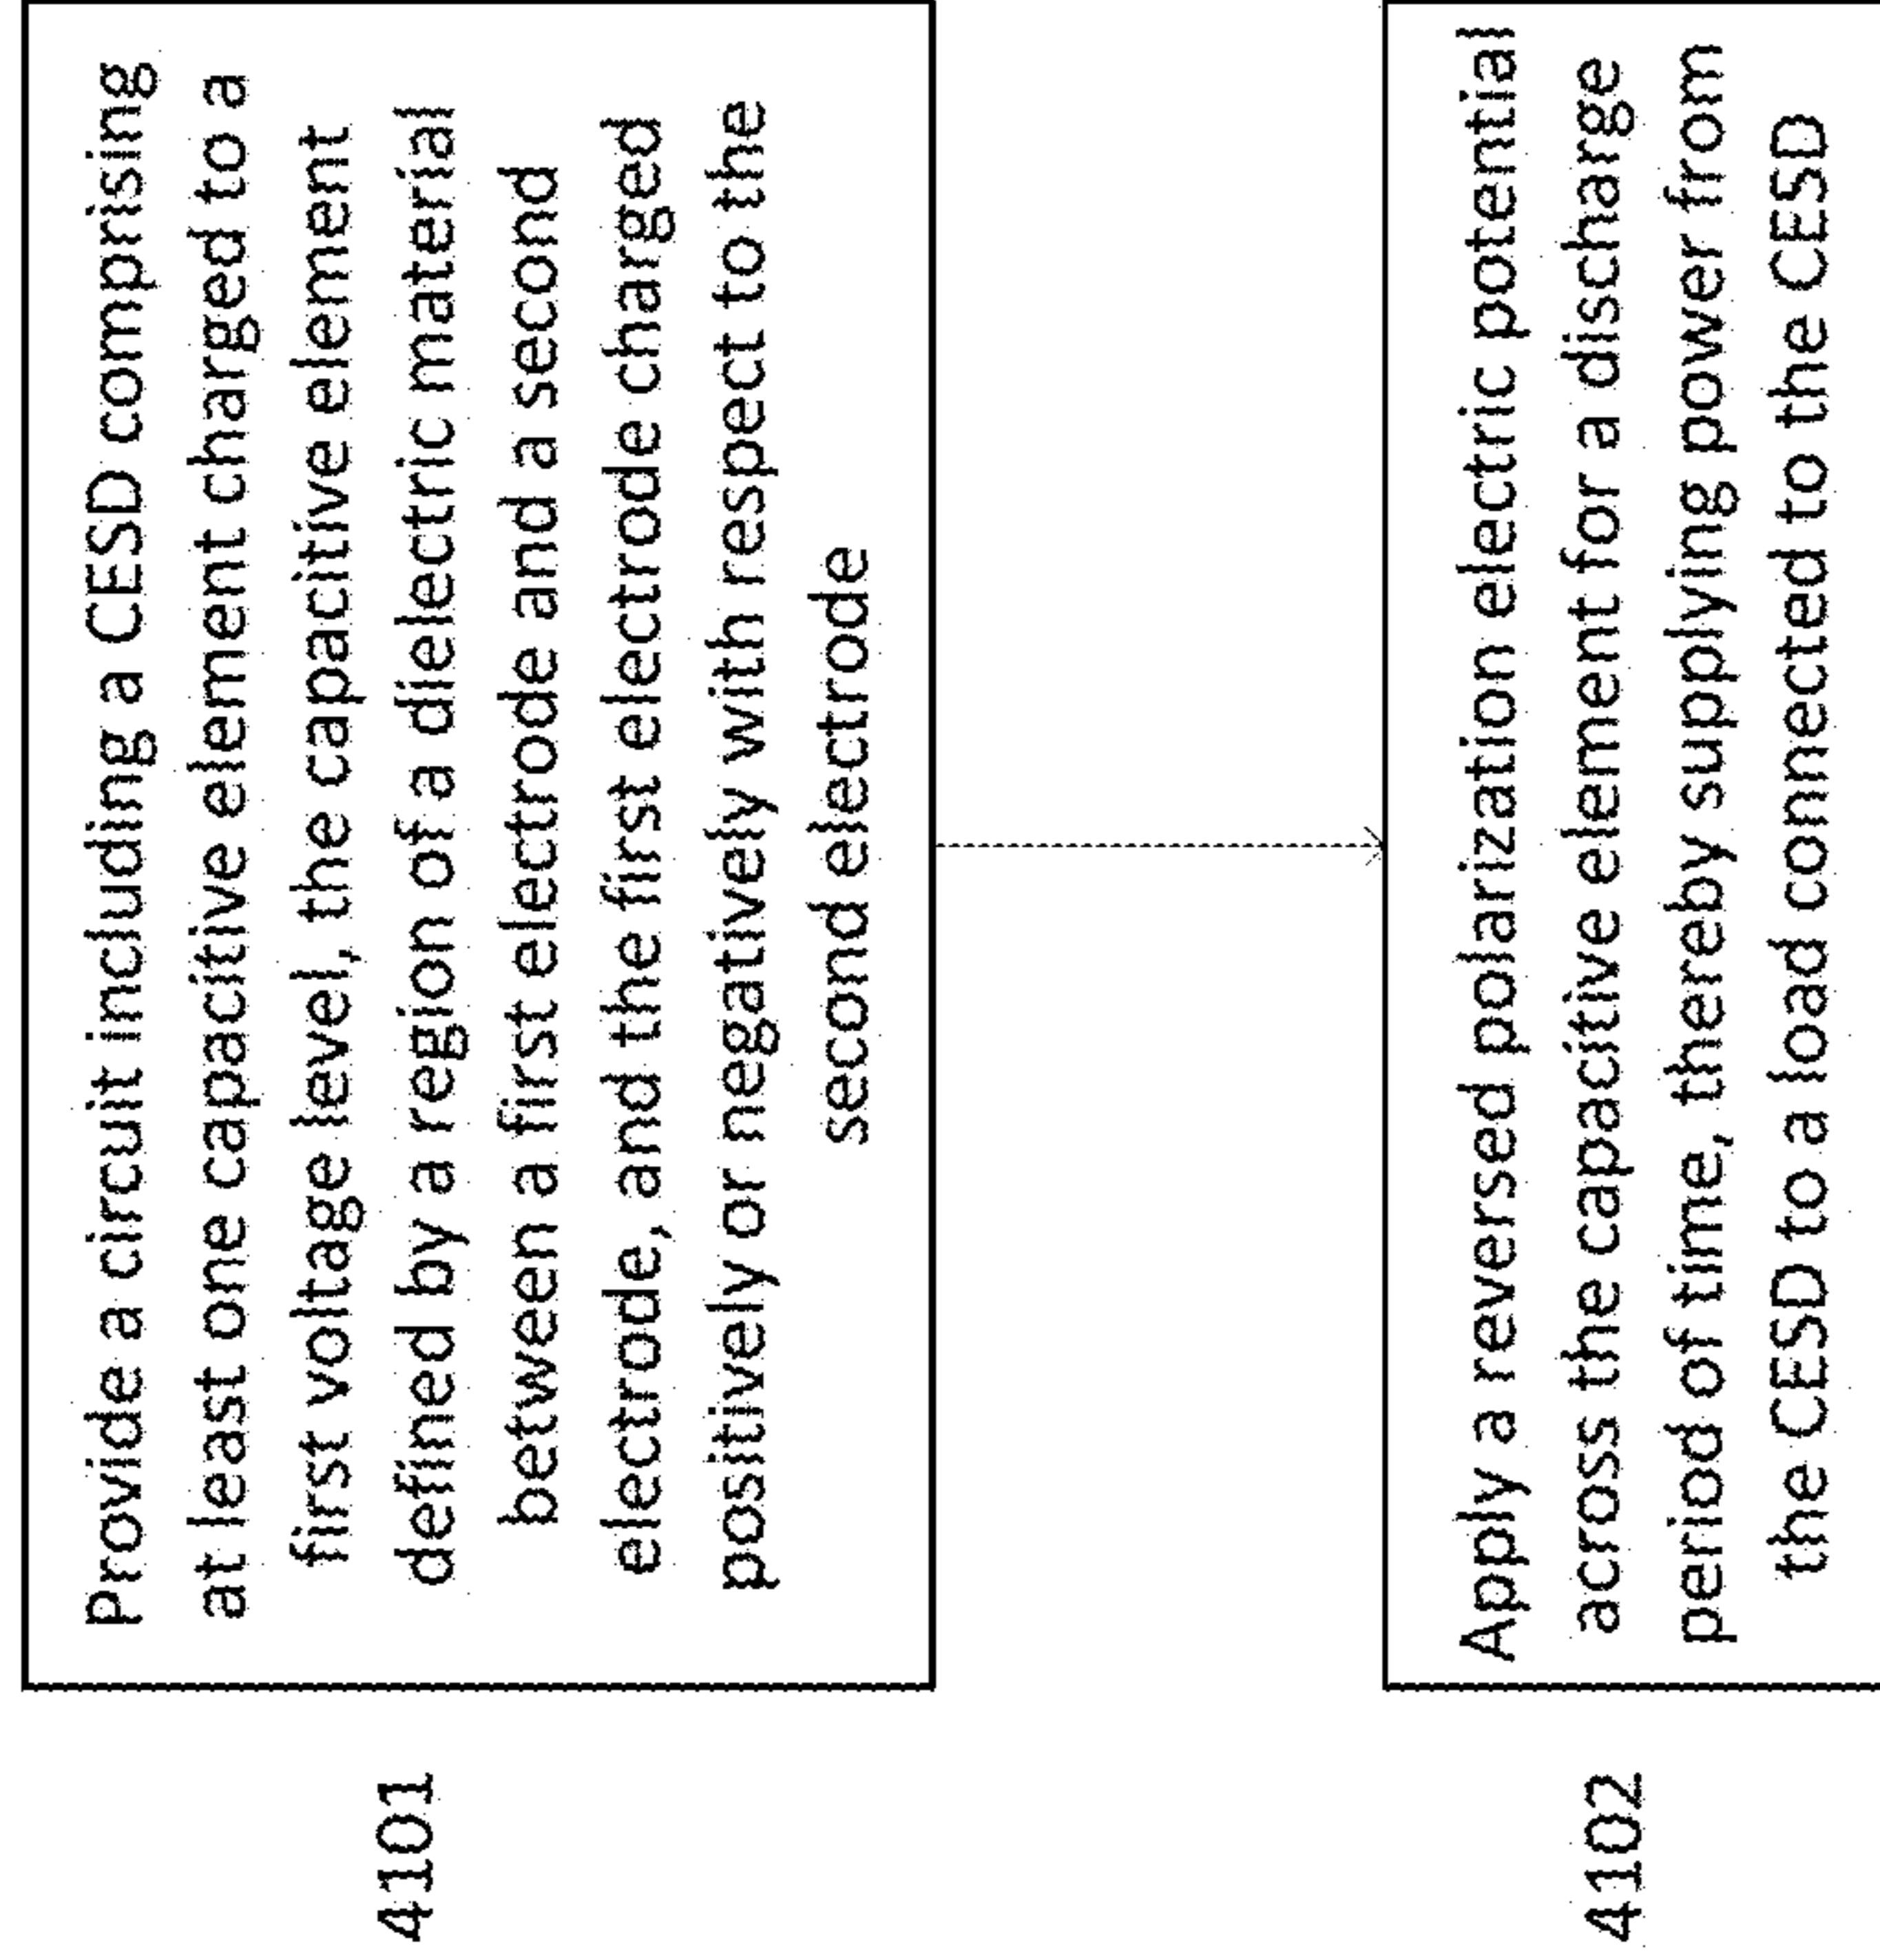 4101
Provide a circuit including a CESD comprising
at least one capacitive element charged to a
first voltage level, the capacitive element
defined by a region of a dielectric material
between a first electrode and a second
electrode, and the first electrode charged
positively or negatively with respect to the
second electrode
4102
Apply a reversed polarization electric potential
across the capacitive element for a discharge
period of time, thereby supplying power from
the CESD to a load connected to the CESD